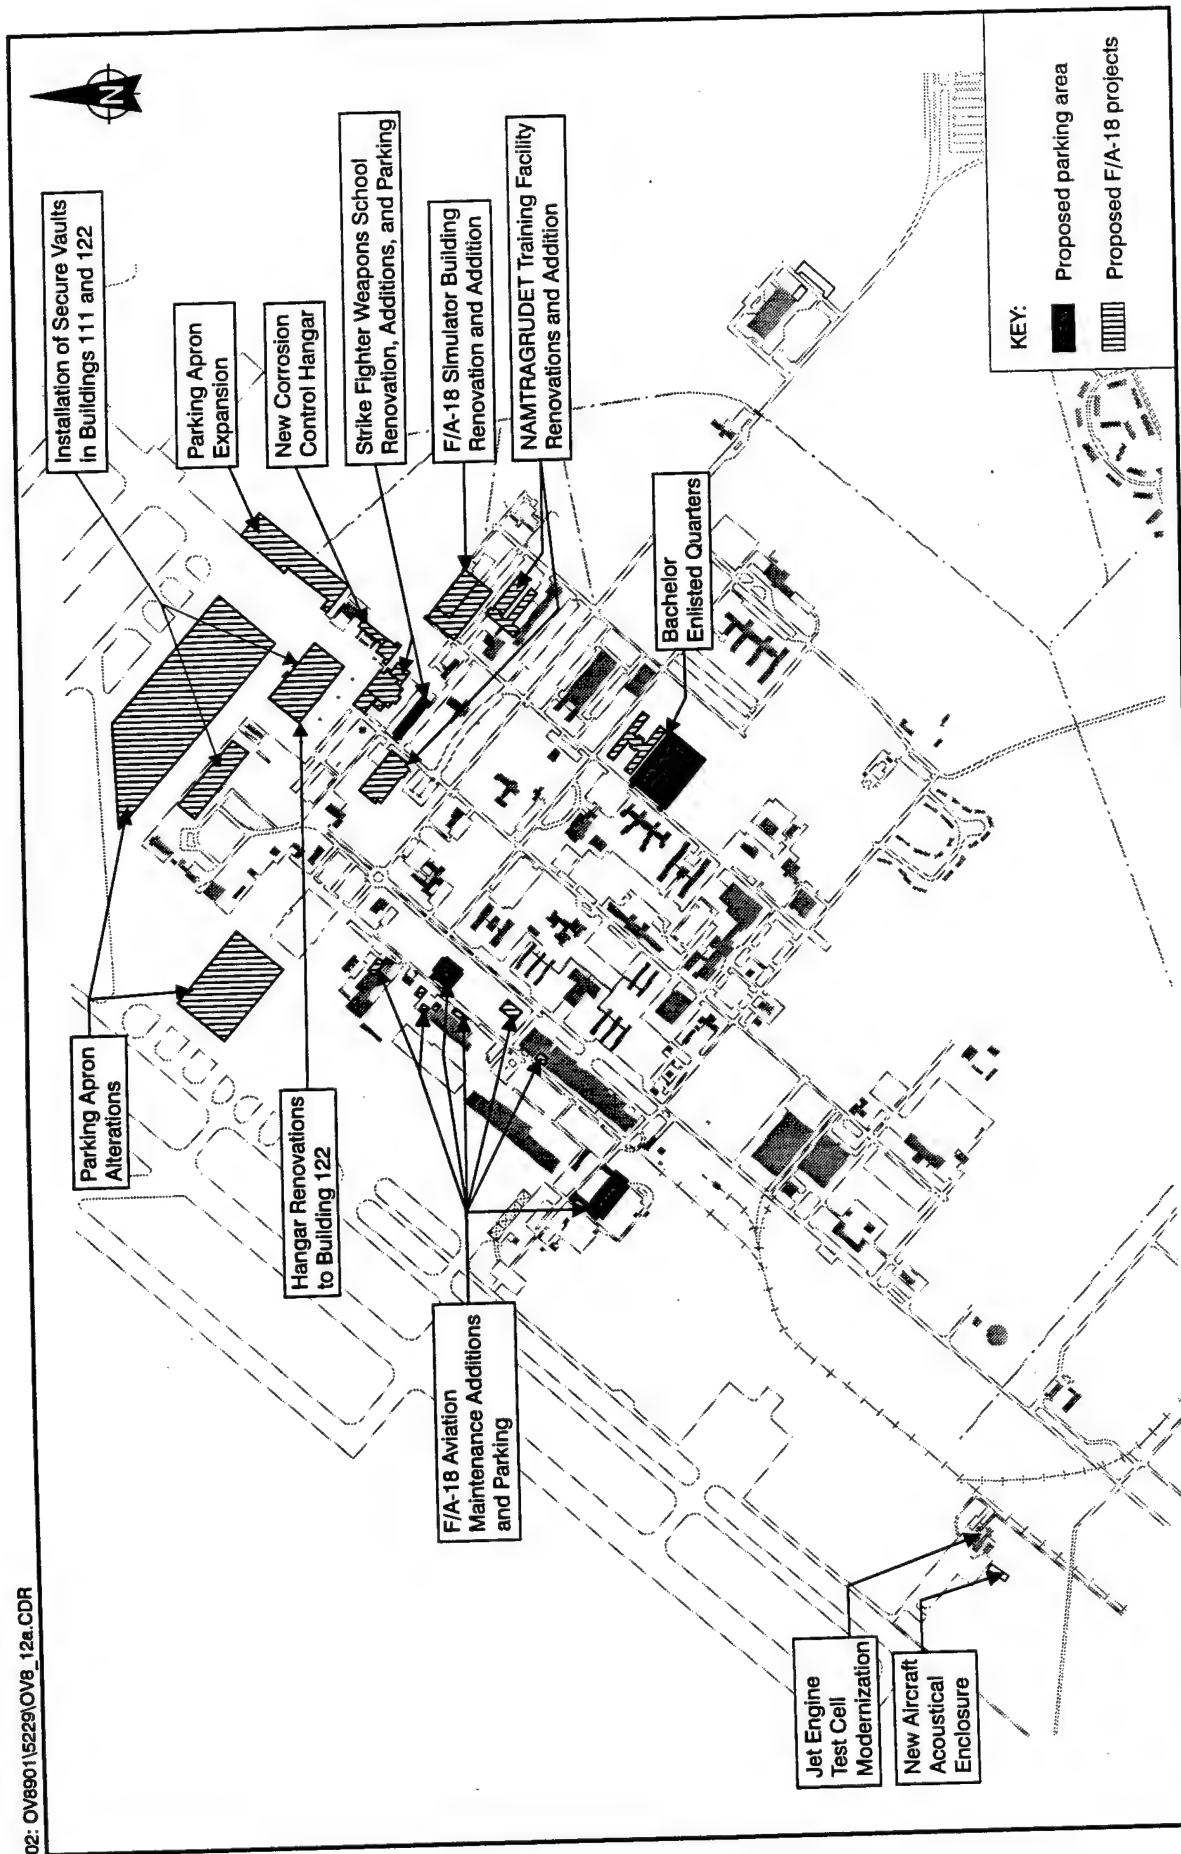 02: OV8901\5229\OV8_12a.CDR
N
Installation of Secure Vaults
in Buildings 111 and 122
Parking Apron
Expansion
New Corrosion
Control Hangar
Strike Fighter Weapons School
Renovation, Additions, and Parking
F/A-18 Simulator Building
Renovation and Addition
NAMTRAGRUDET Training Facility
Renovations and Addition
Bachelor
Enlisted Quarters
Parking Apron
Alterations
Hangar Renovations
to Building 122
F/A-18 Aviation
Maintenance Additions
and Parking
Jet Engine
Test Cell
Modernization
New Aircraft
Acoustical
Enclosure
KEY:
Proposed parking area
Proposed F/A-18 projects